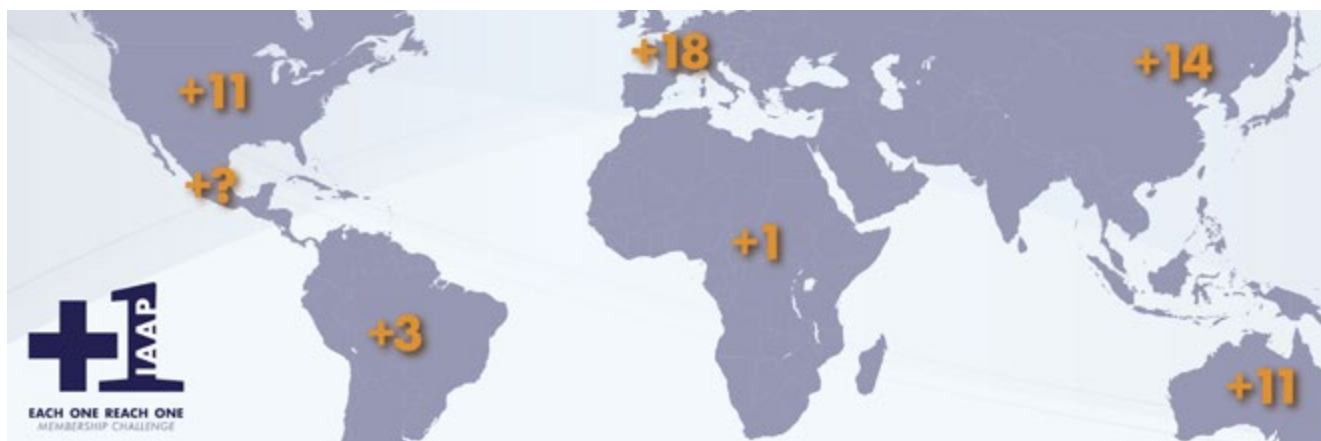 +18
+14
+11
+?
+1
+3
+11
+1
IAAP
EACH ONE REACH ONE
MEMBERSHIP CHALLENGE